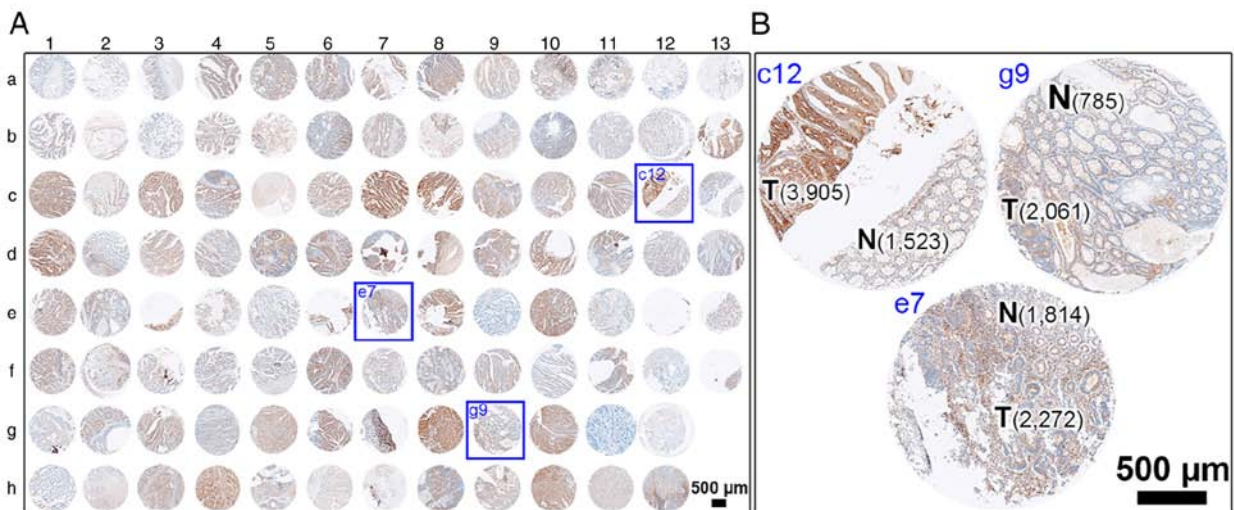 A
1 2 3 4 5 6 7 8 9 10 11 12 13
a
b
c
c12
d
e
e7
f
g
g9
h
500 µm
B
c12
T(3,905)
N(1,523)
g9
N(785)
T(2,061)
e7
N(1,814)
T(2,272)
500 µm